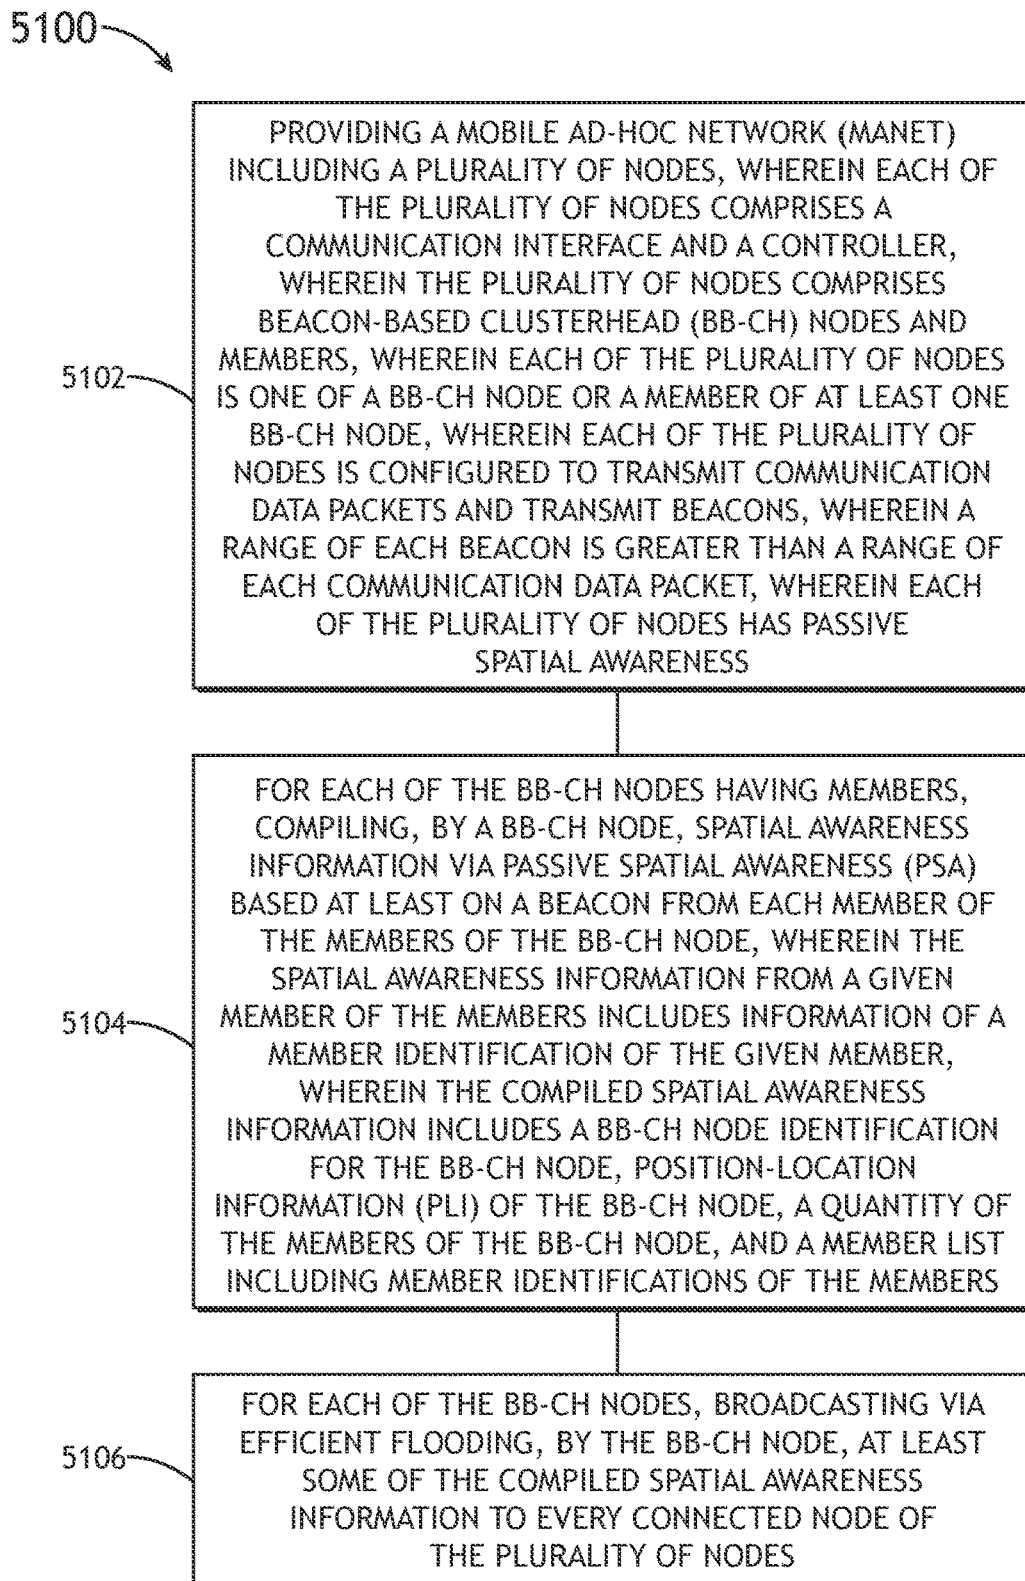 5100
5102
PROVIDING A MOBILE AD-HOC NETWORK (MANET)
INCLUDING A PLURALITY OF NODES, WHEREIN EACH OF
THE PLURALITY OF NODES COMPRISES A
COMMUNICATION INTERFACE AND A CONTROLLER,
WHEREIN THE PLURALITY OF NODES COMPRISES
BEACON-BASED CLUSTERHEAD (BB-CH) NODES AND
MEMBERS, WHEREIN EACH OF THE PLURALITY OF NODES
IS ONE OF A BB-CH NODE OR A MEMBER OF AT LEAST ONE
BB-CH NODE, WHEREIN EACH OF THE PLURALITY OF
NODES IS CONFIGURED TO TRANSMIT COMMUNICATION
DATA PACKETS AND TRANSMIT BEACONS, WHEREIN A
RANGE OF EACH BEACON IS GREATER THAN A RANGE OF
EACH COMMUNICATION DATA PACKET, WHEREIN EACH
OF THE PLURALITY OF NODES HAS PASSIVE
SPATIAL AWARENESS
5104
FOR EACH OF THE BB-CH NODES HAVING MEMBERS,
COMPILING, BY A BB-CH NODE, SPATIAL AWARENESS
INFORMATION VIA PASSIVE SPATIAL AWARENESS (PSA)
BASED AT LEAST ON A BEACON FROM EACH MEMBER OF
THE MEMBERS OF THE BB-CH NODE, WHEREIN THE
SPATIAL AWARENESS INFORMATION FROM A GIVEN
MEMBER OF THE MEMBERS INCLUDES INFORMATION OF A
MEMBER IDENTIFICATION OF THE GIVEN MEMBER,
WHEREIN THE COMPILED SPATIAL AWARENESS
INFORMATION INCLUDES A BB-CH NODE IDENTIFICATION
FOR THE BB-CH NODE, POSITION-LOCATION
INFORMATION (PLI) OF THE BB-CH NODE, A QUANTITY OF
THE MEMBERS OF THE BB-CH NODE, AND A MEMBER LIST
INCLUDING MEMBER IDENTIFICATIONS OF THE MEMBERS
5106
FOR EACH OF THE BB-CH NODES, BROADCASTING VIA
EFFICIENT FLOODING, BY THE BB-CH NODE, AT LEAST
SOME OF THE COMPILED SPATIAL AWARENESS
INFORMATION TO EVERY CONNECTED NODE OF
THE PLURALITY OF NODES